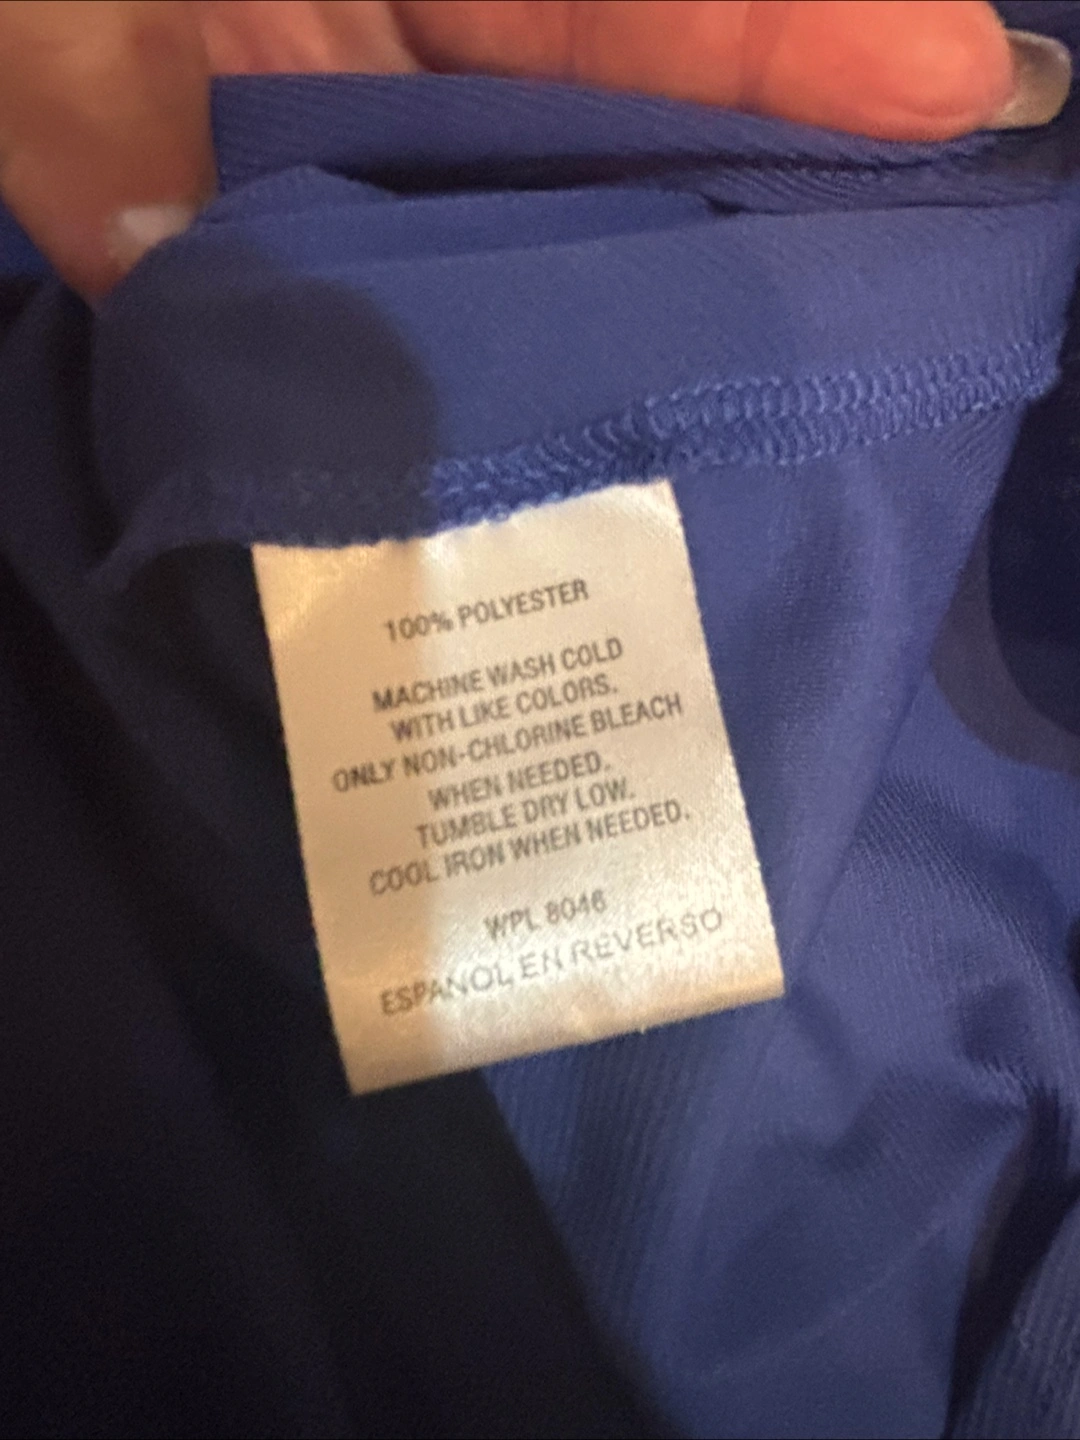 100% POLYESTER
MACHINE WASH COLD
WITH LIKE COLORS.
ONLY NON-CHLORINE BLEACH
WHEN NEEDED.
TUMBLE DRY LOW.
COOL IRON WHEN NEEDED.
WPL 8046
ESPANOL EN REVERSO